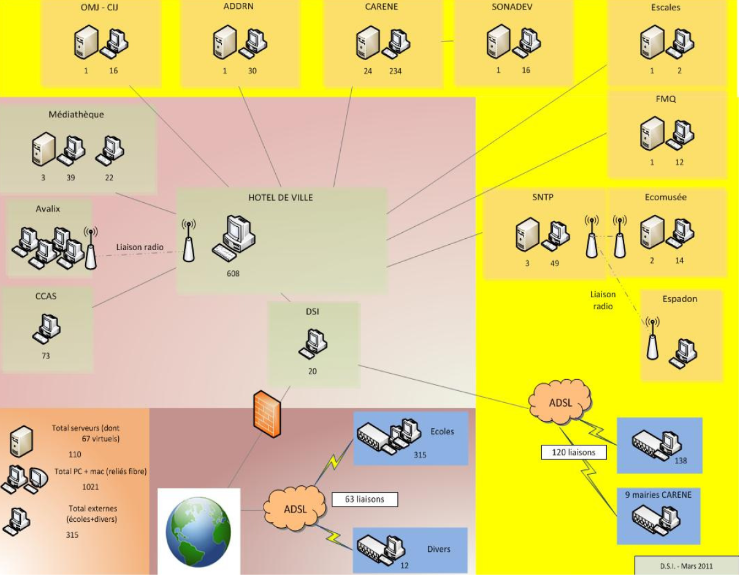 OMJ - CIJ
1 16
ADDRN
1 30
CARENE
24 234
SONADEV
1 16
Escales
1 2
FMQ
1 12
Médiathèque
3 39 22
HOTEL DE VILLE
608
Avalix
Liaison radio
SNTP
3 49
Ecomusée
2 14
CCAS
73
DSI
20
Liaison
radio
Espadon
ADSL
120 liaisons
138
9 mairies CARENE
Total serveurs (dont
67 virtuels)
110
Total PC + mac (reliés fibre)
1021
Total externes
(écoles+divers)
315
Ecoles
315
ADSL
63 liaisons
Divers
12
D.S.I. - Mars 2011